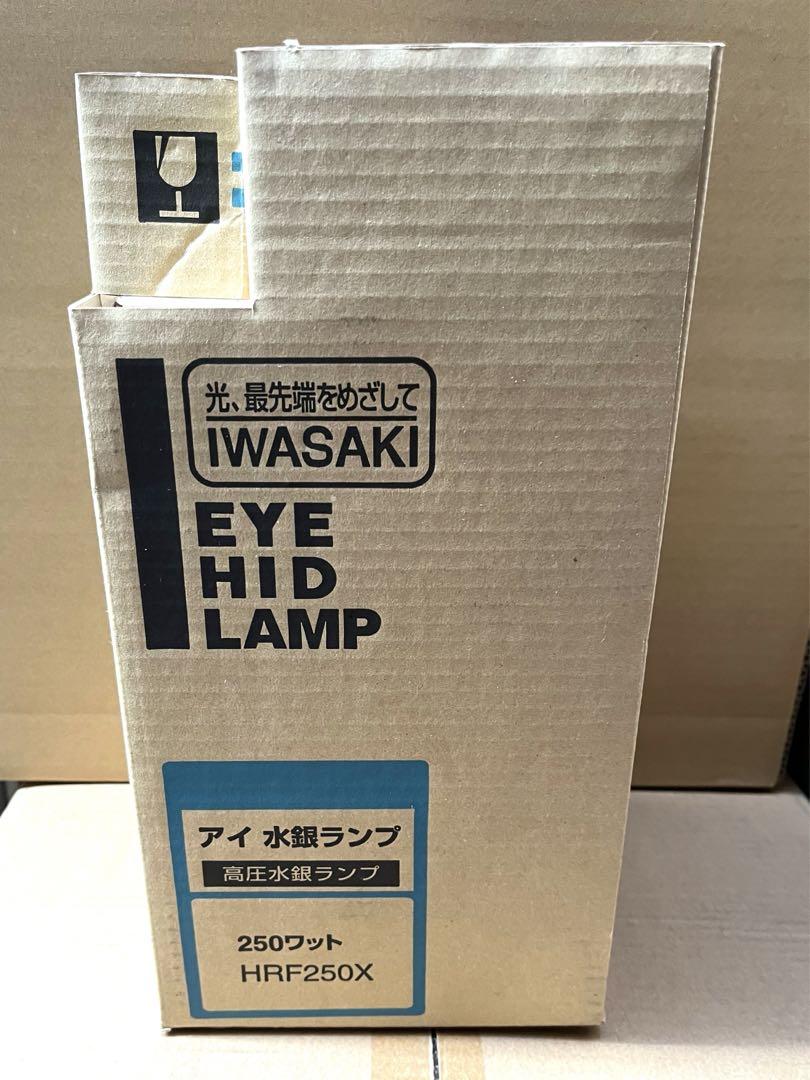 光、最先端をめざして
IWASAKI
EYE
HID
LAMP
アイ 水銀ランプ
高圧水銀ランプ
250ワット
HRF250X